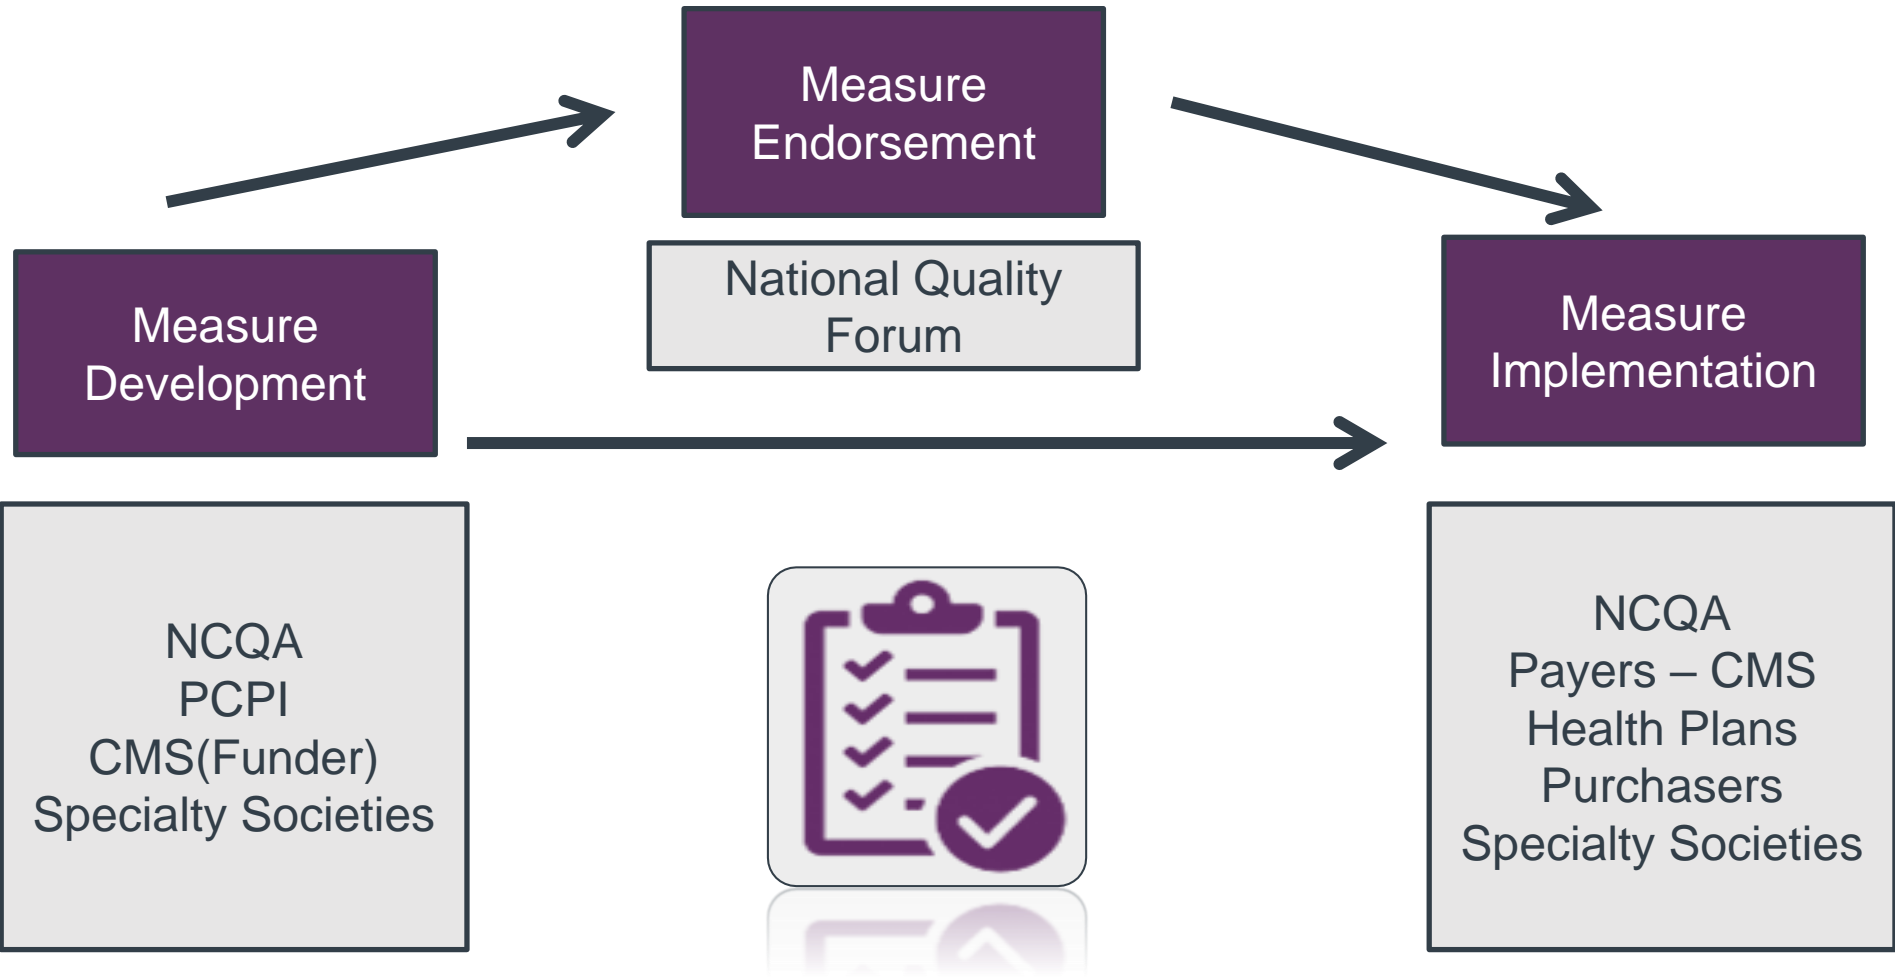 Measure
Endorsement
National Quality
Forum
Measure
Development
Measure
Implementation
NCQA
PCPI
CMS(Funder)
Specialty Societies
NCQA
Payers – CMS
Health Plans
Purchasers
Specialty Societies